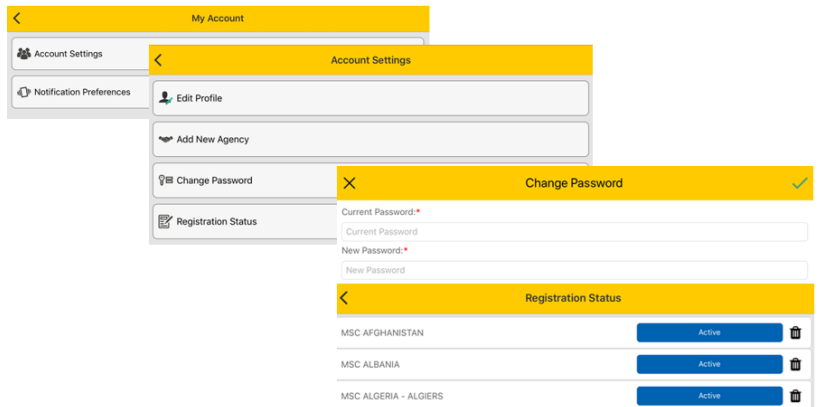 My Account
Account Settings
Notification Preferences
Account Settings
Edit Profile
Add New Agency
Change Password
Registration Status
Change Password
Current Password:*
Current Password
New Password:*
New Password
Registration Status
MSC AFGHANISTAN Active
MSC ALBANIA Active
MSC ALGERIA - ALGIERS Active